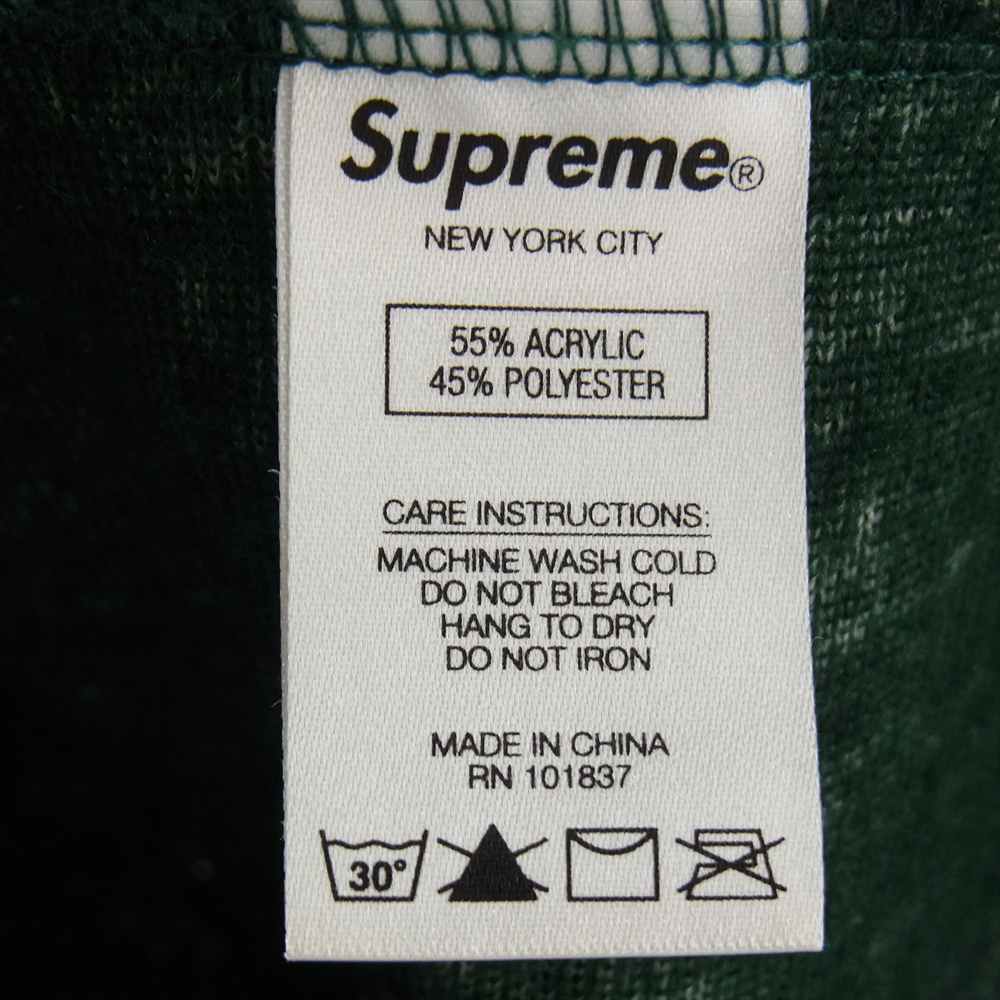 Supreme®
NEW YORK CITY
55% ACRYLIC
45% POLYESTER
CARE INSTRUCTIONS:
MACHINE WASH COLD
DO NOT BLEACH
HANG TO DRY
DO NOT IRON
MADE IN CHINA
RN 101837
30°